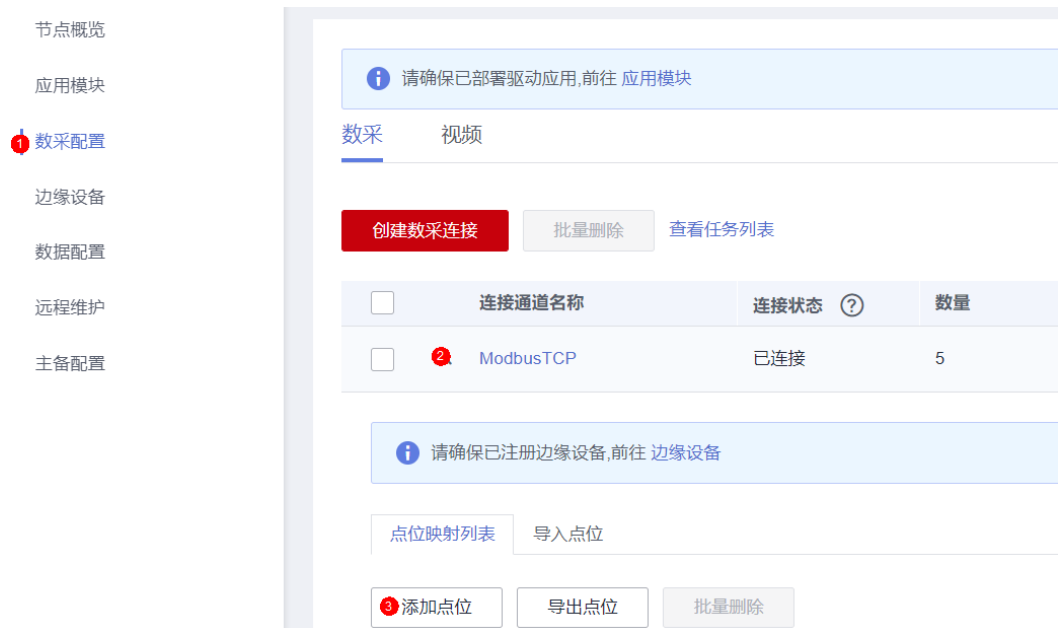 节点概览
应用模块
1 数采配置
边缘设备
数据配置
远程维护
主备配置
请确保已部署驱动应用,前往 应用模块
数采 视频
创建数采连接 批量删除 查看任务列表
连接通道名称 连接状态 ? 数量
2 ModbusTCP 已连接 5
请确保已注册边缘设备,前往 边缘设备
点位映射列表 导入点位
3 添加点位 导出点位 批量删除